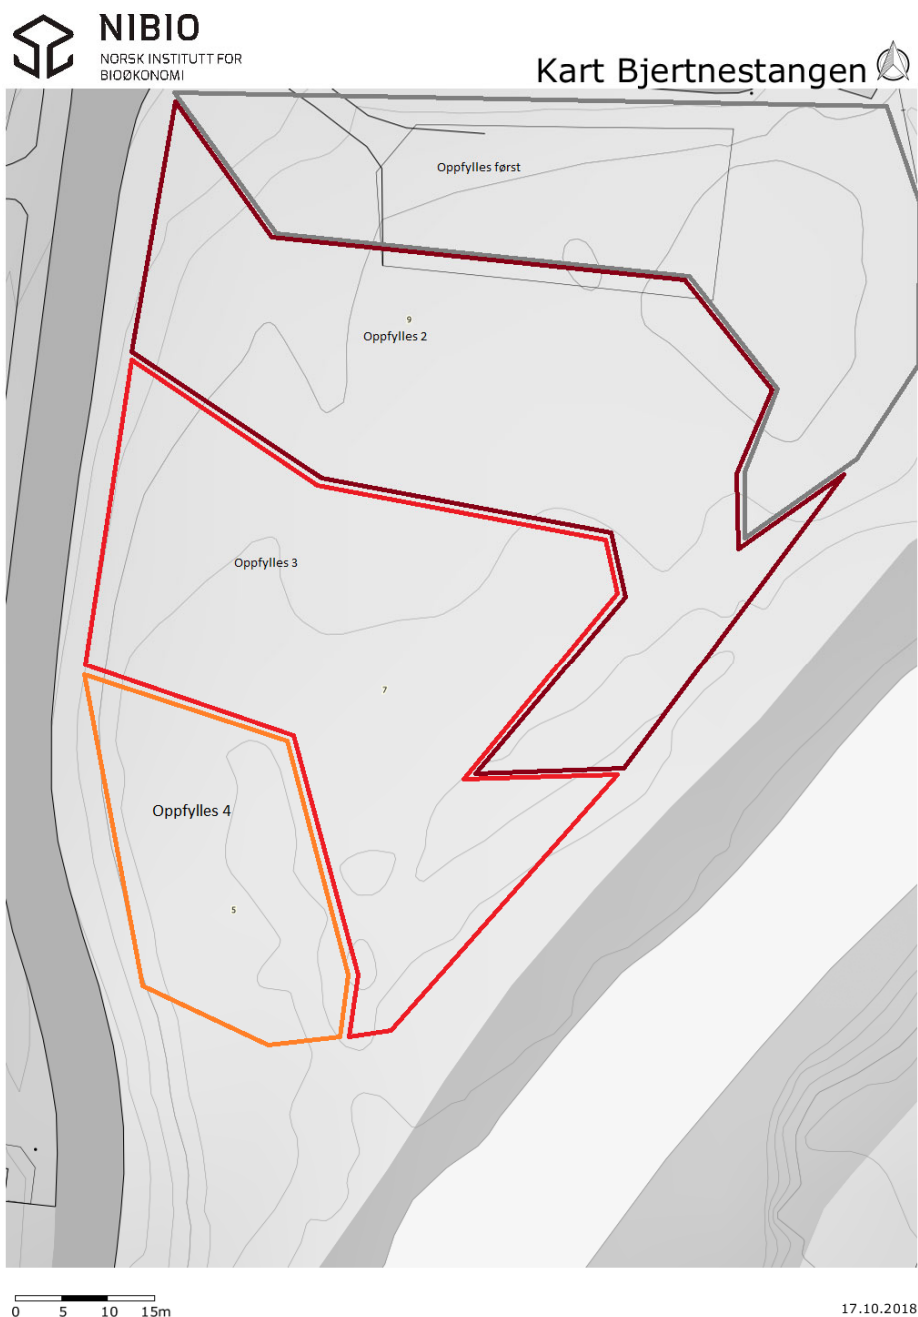 NIBIO
NORSK INSTITUTT FOR
BIOØKONOMI
Kart Bjertnestangen
Oppfylles først
9
Oppfylles 2
Oppfylles 3
7
Oppfylles 4
5
0 5 10 15m
17.10.2018